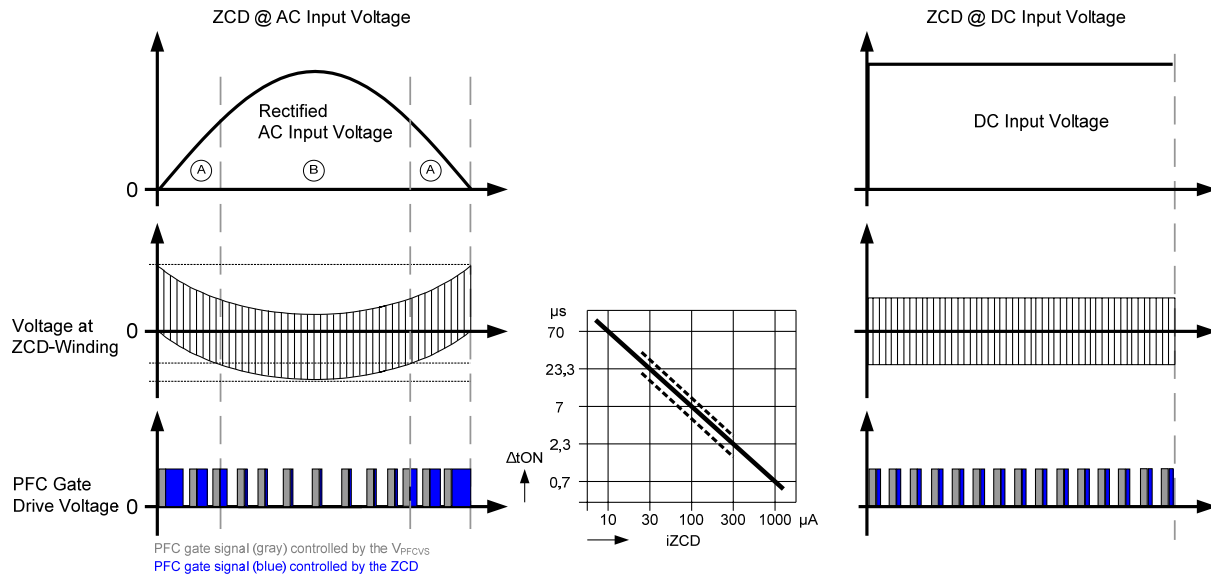 ZCD @ AC Input Voltage
ZCD @ DC Input Voltage
Rectified
AC Input Voltage
DC Input Voltage
A
B
A
0
Voltage at
ZCD-Winding
0
µs
70
23,3
7
2,3
0,7
ΔtON
10
30
100
300
1000
µA
iZCD
PFC Gate
Drive Voltage
0
PFC gate signal (gray) controlled by the VPFCVS
PFC gate signal (blue) controlled by the ZCD